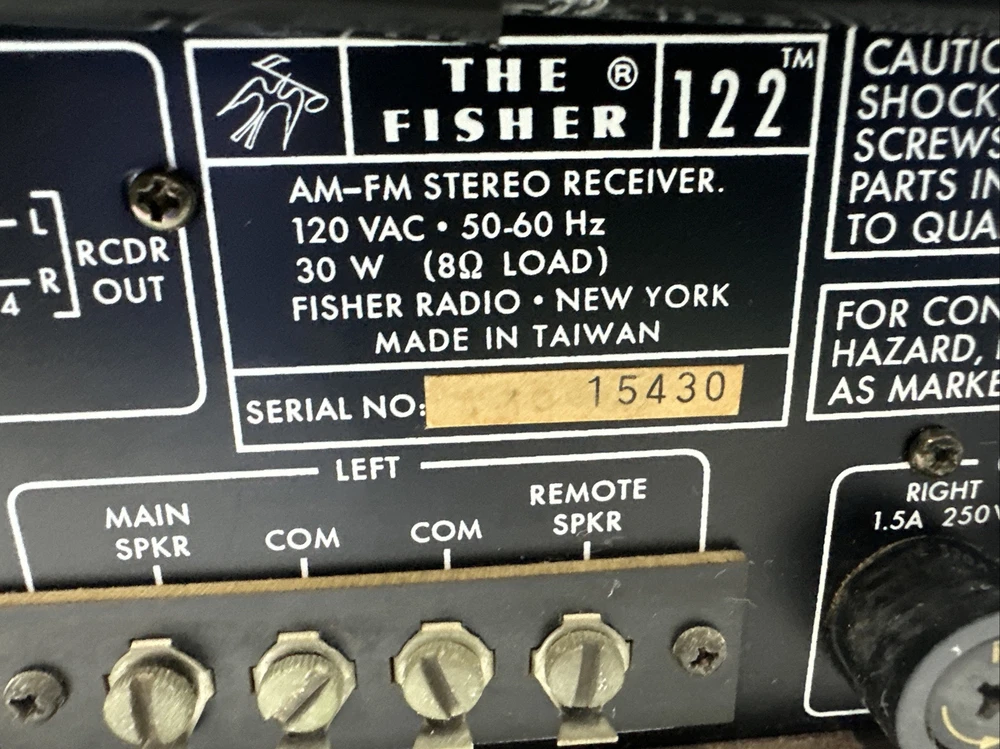 THE ® 122™
FISHER
AM-FM STEREO RECEIVER.
120 VAC • 50-60 Hz
30 W (8Ω LOAD)
FISHER RADIO • NEW YORK
MADE IN TAIWAN
SERIAL NO: 15430
L
R
4
RCDR
OUT
CAUTIO
SHOCK
SCREWS
PARTS IN
TO QUA
FOR CON
HAZARD,
AS MARKE
LEFT
MAIN
SPKR
COM
COM
REMOTE
SPKR
RIGHT
1.5A 250V